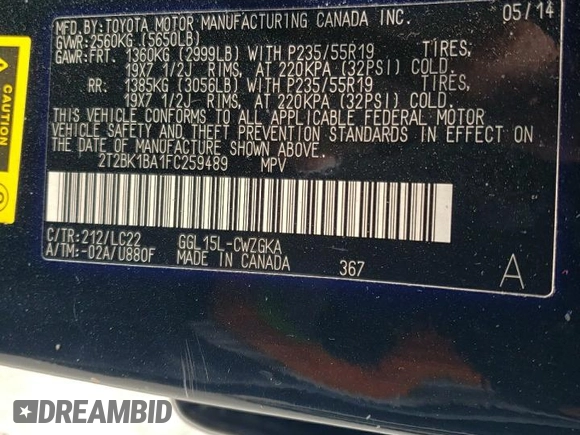 MFD. BY: TOYOTA MOTOR MANUFACTURING CANADA INC. 05/14
GVWR: 2560KG (5650LB)
GAWR: FRT. 1360KG (2999LB) WITH P235/55R19 TIRES,
19X7 1/2J RIMS, AT 220KPA (32PSI) COLD.
RR. 1385KG (3056LB) WITH P235/55R19 TIRES,
19X7 1/2J RIMS, AT 220KPA (32PSI) COLD.
THIS VEHICLE CONFORMS TO ALL APPLICABLE FEDERAL MOTOR
VEHICLE SAFETY AND THEFT PREVENTION STANDARDS IN EFFECT ON
THE DATE OF MANUFACTURE SHOWN ABOVE.
2T2BK1BA1FC259489 MPV
C/TR: 212/LC22 GGL15L-CWZGKA
A/TM: -02A/U880F MADE IN CANADA 367 A
CAUTION
DREAMBID